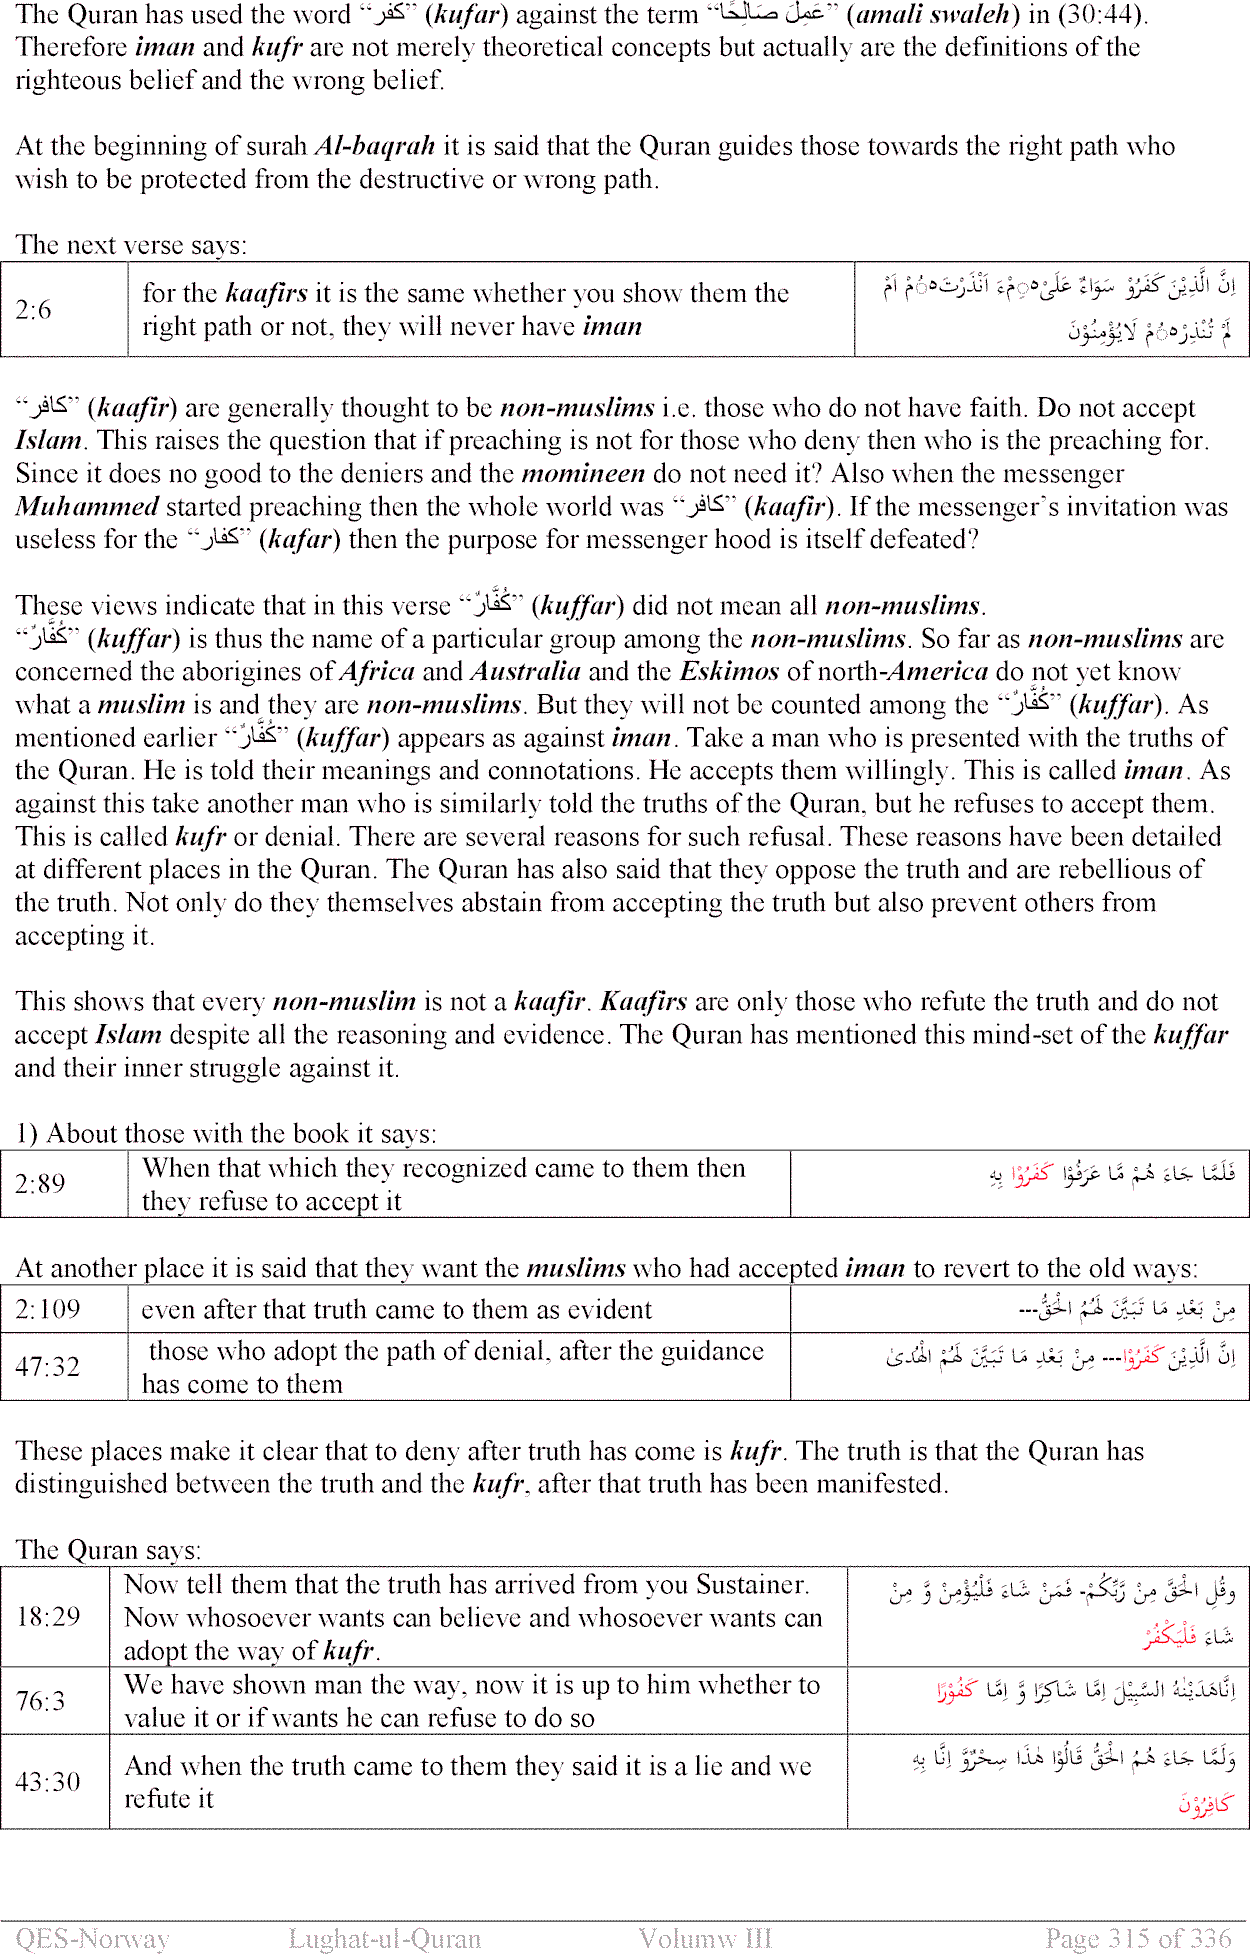 The Quran has used the word “كفر” (kufar) against the term “عَمِلَ صَالِحًا” (amali swaleh) in (30:44).
Therefore iman and kufr are not merely theoretical concepts but actually are the definitions of the
righteous belief and the wrong belief.
At the beginning of surah Al-baqrah it is said that the Quran guides those towards the right path who
wish to be protected from the destructive or wrong path.
The next verse says:
2:6
for the kaafirs it is the same whether you show them the
right path or not, they will never have iman
اِنَّ الَّذِيْنَ كَفَرُوْ سَوَاءٌ عَلَىْهِمْءَ اَنْذَرْتَهُمْ اَمْ
لَمْ تُنْذِرْهُمْ لَايُؤْمِنُوْنَ
“كافر” (kaafir) are generally thought to be non-muslims i.e. those who do not have faith. Do not accept
Islam. This raises the question that if preaching is not for those who deny then who is the preaching for.
Since it does no good to the deniers and the momineen do not need it? Also when the messenger
Muhammed started preaching then the whole world was “كافر” (kaafir). If the messenger’s invitation was
useless for the “كفار” (kafar) then the purpose for messenger hood is itself defeated?
These views indicate that in this verse “كُفَّارٌ” (kuffar) did not mean all non-muslims.
“كُفَّارٌ” (kuffar) is thus the name of a particular group among the non-muslims. So far as non-muslims are
concerned the aborigines of Africa and Australia and the Eskimos of north-America do not yet know
what a muslim is and they are non-muslims. But they will not be counted among the “كُفَّارٌ” (kuffar). As
mentioned earlier “كُفَّارٌ” (kuffar) appears as against iman. Take a man who is presented with the truths of
the Quran. He is told their meanings and connotations. He accepts them willingly. This is called iman. As
against this take another man who is similarly told the truths of the Quran, but he refuses to accept them.
This is called kufr or denial. There are several reasons for such refusal. These reasons have been detailed
at different places in the Quran. The Quran has also said that they oppose the truth and are rebellious of
the truth. Not only do they themselves abstain from accepting the truth but also prevent others from
accepting it.
This shows that every non-muslim is not a kaafir. Kaafirs are only those who refute the truth and do not
accept Islam despite all the reasoning and evidence. The Quran has mentioned this mind-set of the kuffar
and their inner struggle against it.
1) About those with the book it says:
2:89
When that which they recognized came to them then
they refuse to accept it
فَلَمَّا جَاءَ هُمْ مَّا عَرَفُوْا كَفَرُوْا بِهِ
At another place it is said that they want the muslims who had accepted iman to revert to the old ways:
2:109
even after that truth came to them as evident
مِنْ بَعْدِ مَا تَبَيَّنَ لَهُمُ الْحَقُّ---
47:32
those who adopt the path of denial, after the guidance
has come to them
اِنَّ الَّذِيْنَ كَفَرُوْا--- مِنْ بَعْدِ مَا تَبَيَّنَ لَهُمْ الْهُدىٰ
These places make it clear that to deny after truth has come is kufr. The truth is that the Quran has
distinguished between the truth and the kufr, after that truth has been manifested.
The Quran says:
18:29
Now tell them that the truth has arrived from you Sustainer.
Now whosoever wants can believe and whosoever wants can
adopt the way of kufr.
وقُلِ الْحَقَّ مِنْ رَّبِّكُمْ- فَمَنْ شَاءَ فَلْيُؤْمِنْ وَّ مِنْ
شَاءَ فَلْيَكْفُرْ
76:3
We have shown man the way, now it is up to him whether to
value it or if wants he can refuse to do so
اِنَّاهَدَيْنٰهُ السَّبِيْلَ اِمَّا شَاكِرًا وَّ اِمَّا كَفُوْرًا
43:30
And when the truth came to them they said it is a lie and we
refute it
وَلَمَّا جَاءَ هُمُ الْحَقُّ قَالُوْا هٰذَا سِحْرٌوَّ اِنَّا بِهِ
كَافِرُوْنَ
QES-Norway Lughat-ul-Quran Volumw III Page 315 of 336